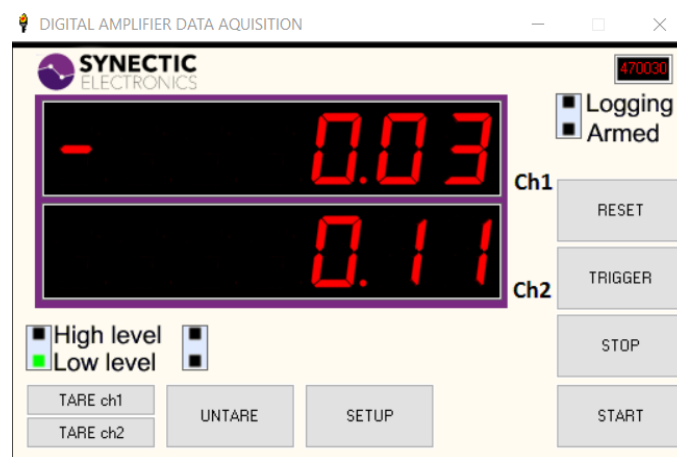 DIGITAL AMPLIFIER DATA AQUISITION
SYNECTIC
ELECTRONICS
470030
Logging
Armed
- 0.03
Ch1
0.11
Ch2
RESET
TRIGGER
STOP
START
High level
Low level
TARE ch1
TARE ch2
UNTARE
SETUP